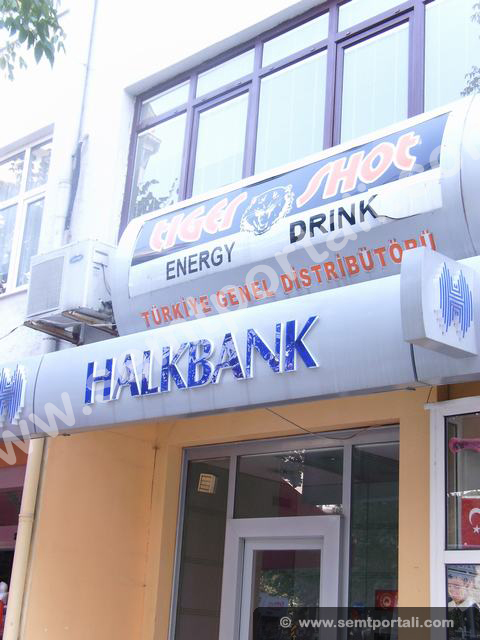 TIGER SHOT
ENERGY DRINK
TÜRKİYE GENEL DİSTRİBÜTÖRÜ
HALKBANK
© www.semtportali.com